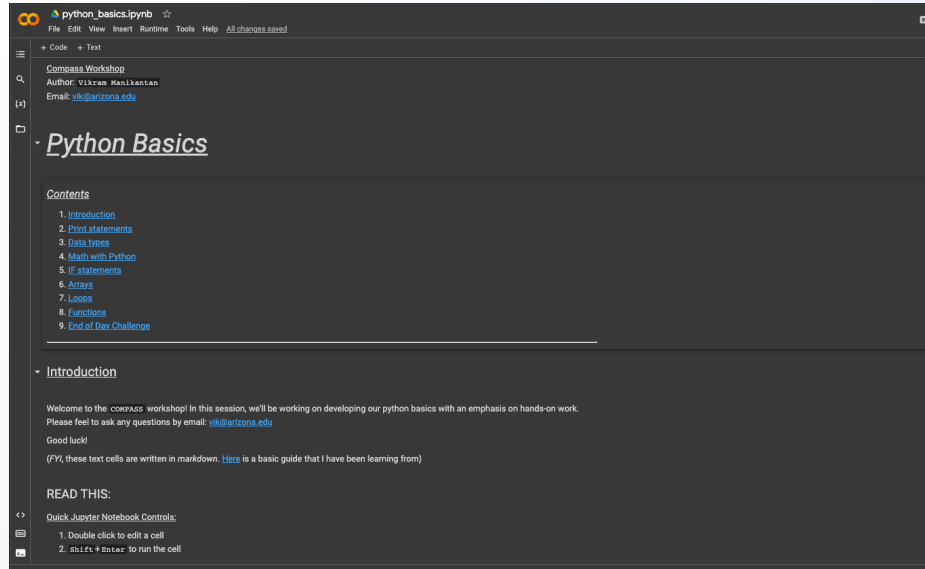 python_basics.ipynb
File Edit View Insert Runtime Tools Help All changes saved
+ Code + Text
Compass Workshop
Author: Vikram Manikantan
Email: vik@arizona.edu
{x}
Python Basics
Contents
1. Introduction
2. Print statements
3. Data types
4. Math with Python
5. IF statements
6. Arrays
7. Loops
8. Functions
9. End of Day Challenge
Introduction
Welcome to the COMPASS workshop! In this session, we'll be working on developing our python basics with an emphasis on hands-on work.
Please feel to ask any questions by email: vik@arizona.edu
Good luck!
(FYI, these text cells are written in markdown. Here is a basic guide that I have been learning from)
READ THIS:
Quick Jupyter Notebook Controls:
1. Double click to edit a cell
2. Shift+Enter to run the cell